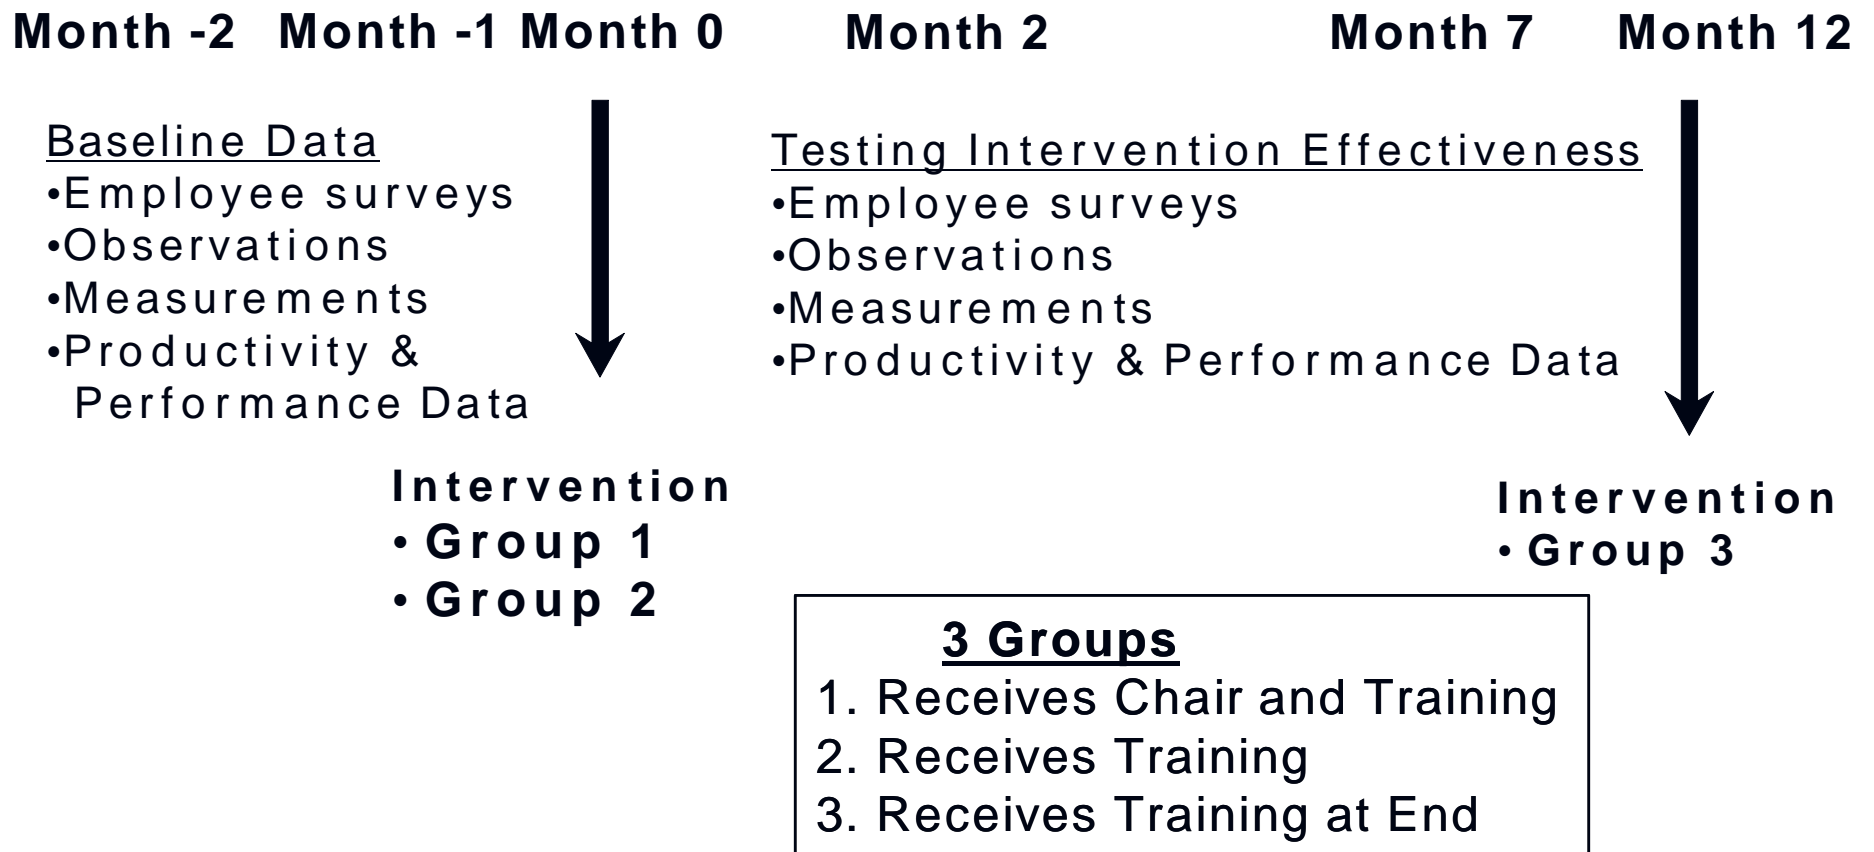 Month -2 Month -1 Month 0 Month 2 Month 7 Month 12
Baseline Data
•Employee surveys
•Observations
•Measurements
•Productivity &
Performance Data
Testing Intervention Effectiveness
•Employee surveys
•Observations
•Measurements
•Productivity & Performance Data
Intervention
• Group 1
• Group 2
Intervention
• Group 3
3 Groups
1. Receives Chair and Training
2. Receives Training
3. Receives Training at End